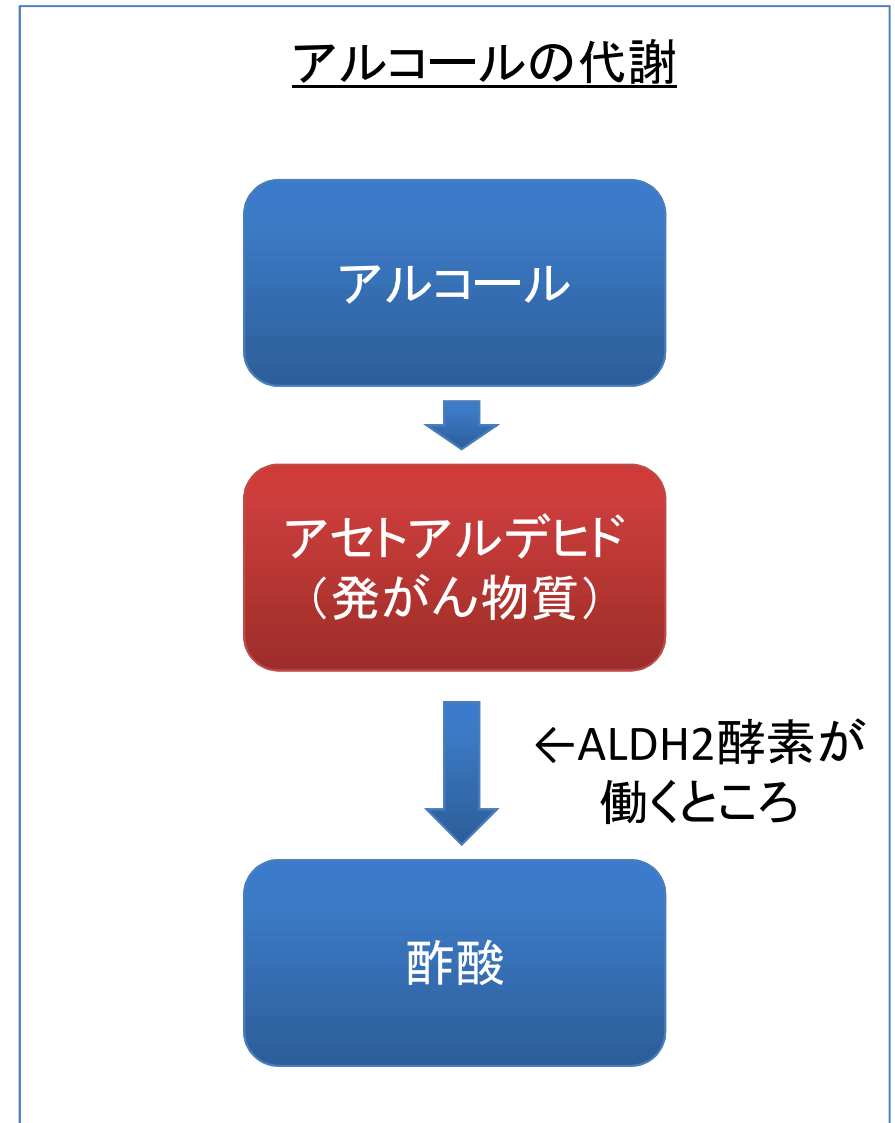 アルコールの代謝
アルコール
アセトアルデヒド
（発がん物質）
←ALDH2酵素が
働くところ
酢酸